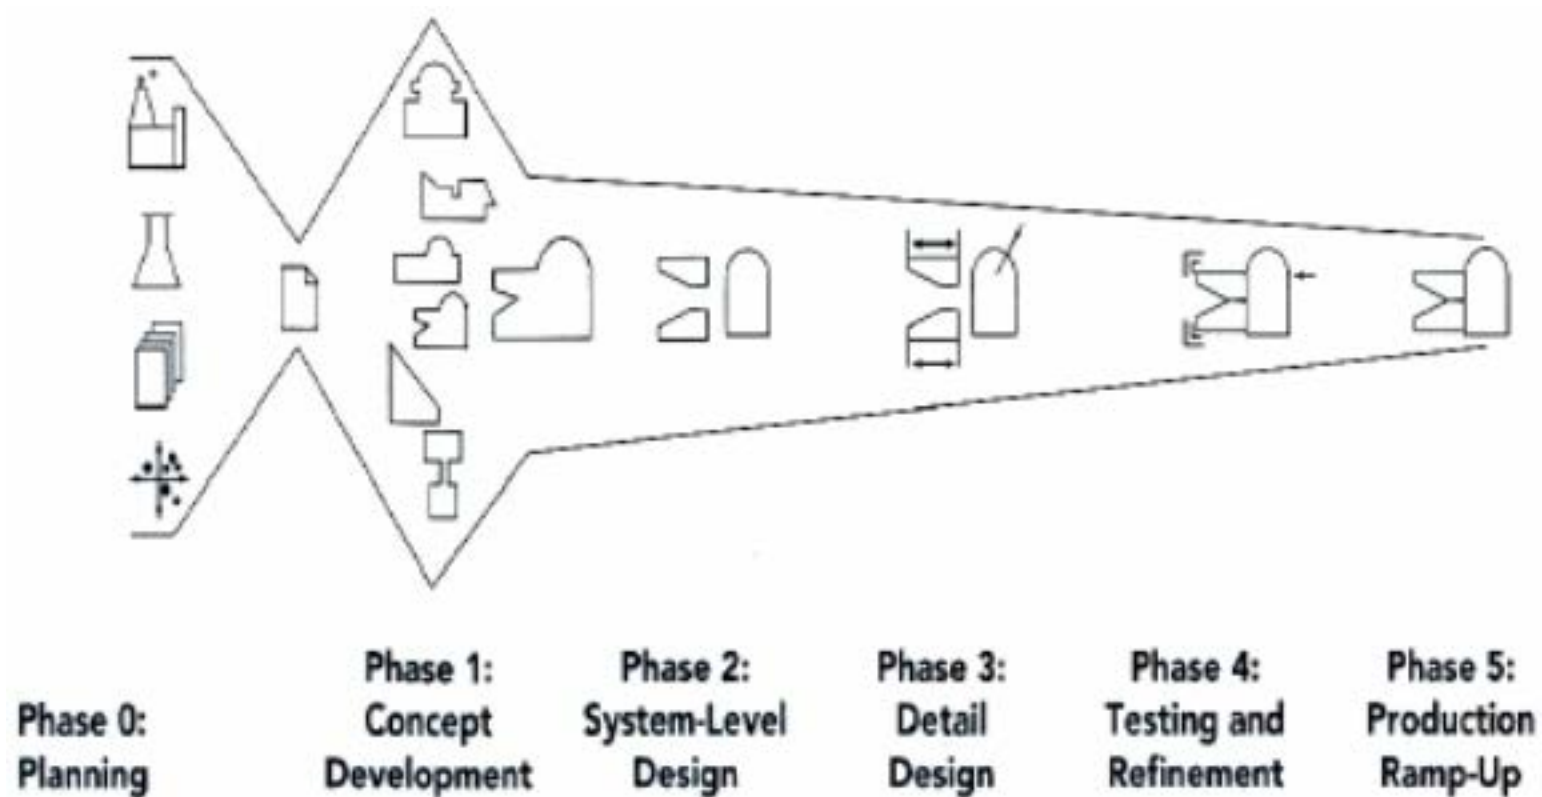 Phase 0:
Planning
Phase 1:
Concept
Development
Phase 2:
System-Level
Design
Phase 3:
Detail
Design
Phase 4:
Testing and
Refinement
Phase 5:
Production
Ramp-Up